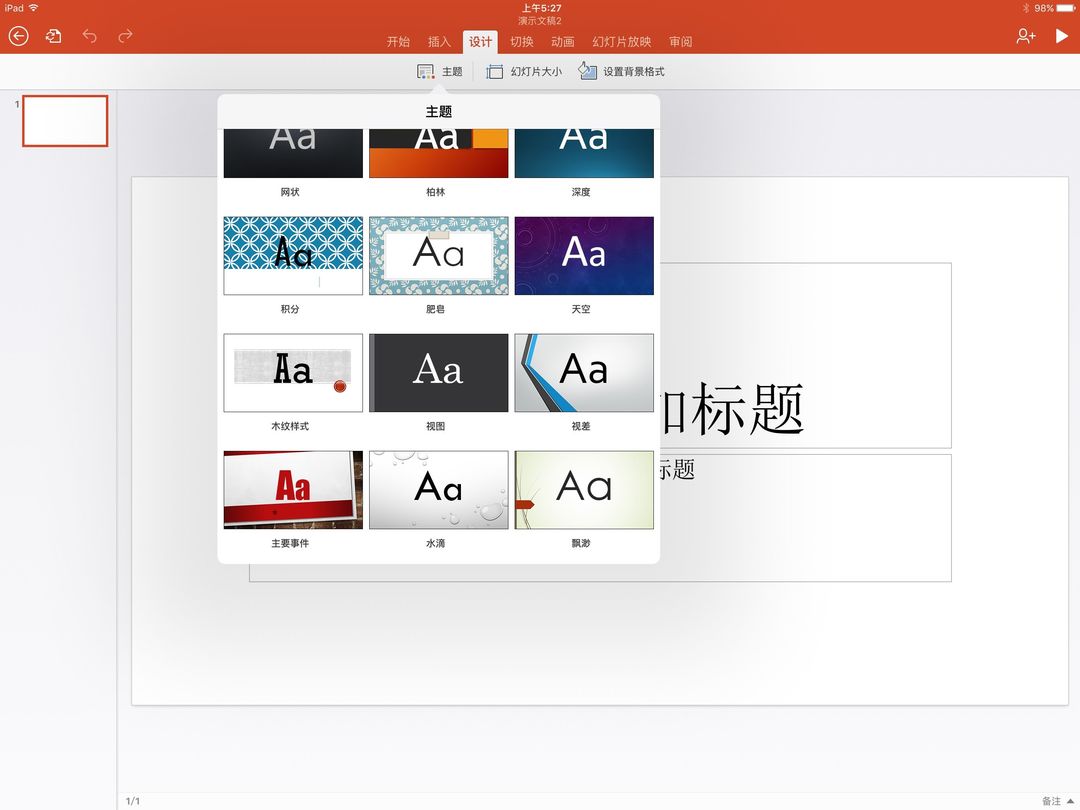 iPad
上午5:27
98%
演示文稿2
开始 插入 设计 切换 动画 幻灯片放映 审阅
主题 幻灯片大小 设置背景格式
1
主题
Aa Aa Aa
网状 柏林 深度
Aa Aa Aa
积分 肥皂 天空
Aa Aa Aa
木纹样式 视图 视差
加标题
标题
Aa Aa Aa
主要事件 水滴 飘渺
1/1
备注